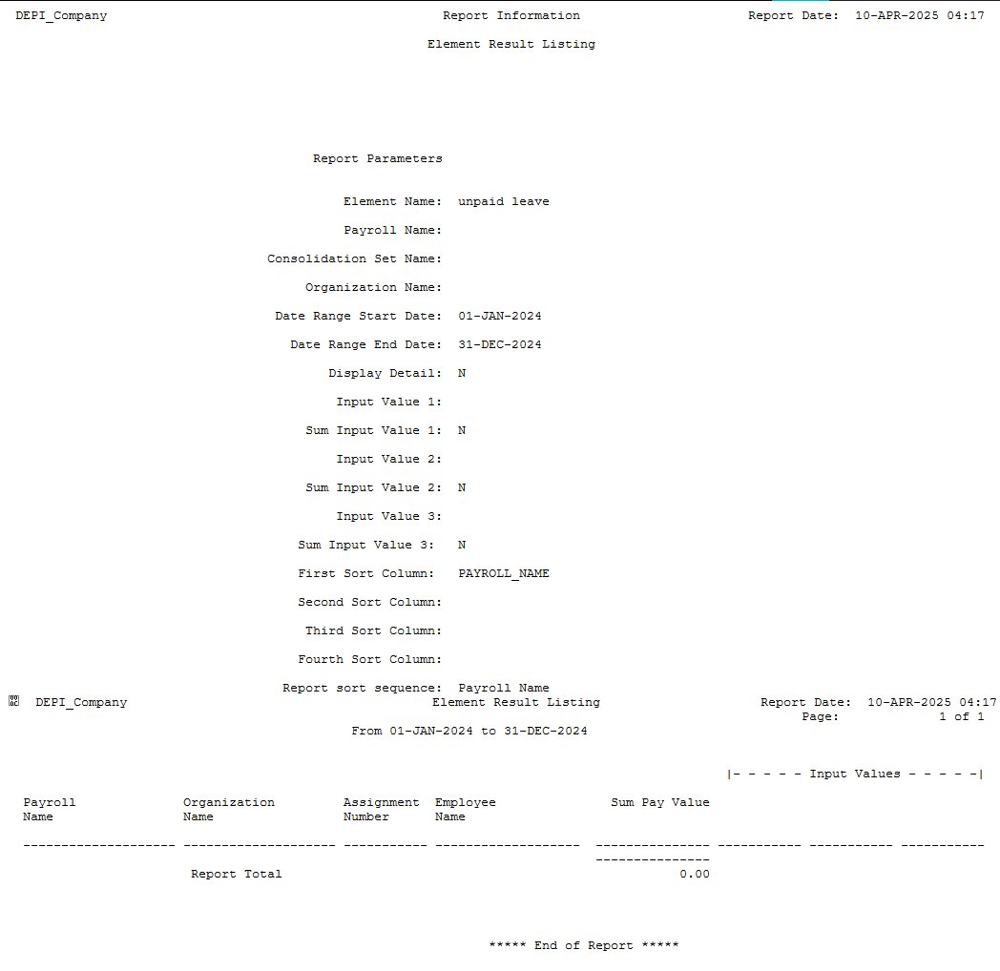 DEPI_Company Report Information Report Date: 10-APR-2025 04:17
Element Result Listing
Report Parameters
Element Name: unpaid leave
Payroll Name:
Consolidation Set Name:
Organization Name:
Date Range Start Date: 01-JAN-2024
Date Range End Date: 31-DEC-2024
Display Detail: N
Input Value 1:
Sum Input Value 1: N
Input Value 2:
Sum Input Value 2: N
Input Value 3:
Sum Input Value 3: N
First Sort Column: PAYROLL_NAME
Second Sort Column:
Third Sort Column:
Fourth Sort Column:
Report sort sequence: Payroll Name
DEPI_Company Element Result Listing Report Date: 10-APR-2025 04:17
Page: 1 of 1
From 01-JAN-2024 to 31-DEC-2024
|- - - - - Input Values - - - - -|
Payroll Organization Assignment Employee Sum Pay Value
Name Name Number Name
-------------------- -------------------- ----------- ------------------- --------------- ----------- ----------- -----------
---------------
Report Total 0.00
***** End of Report *****